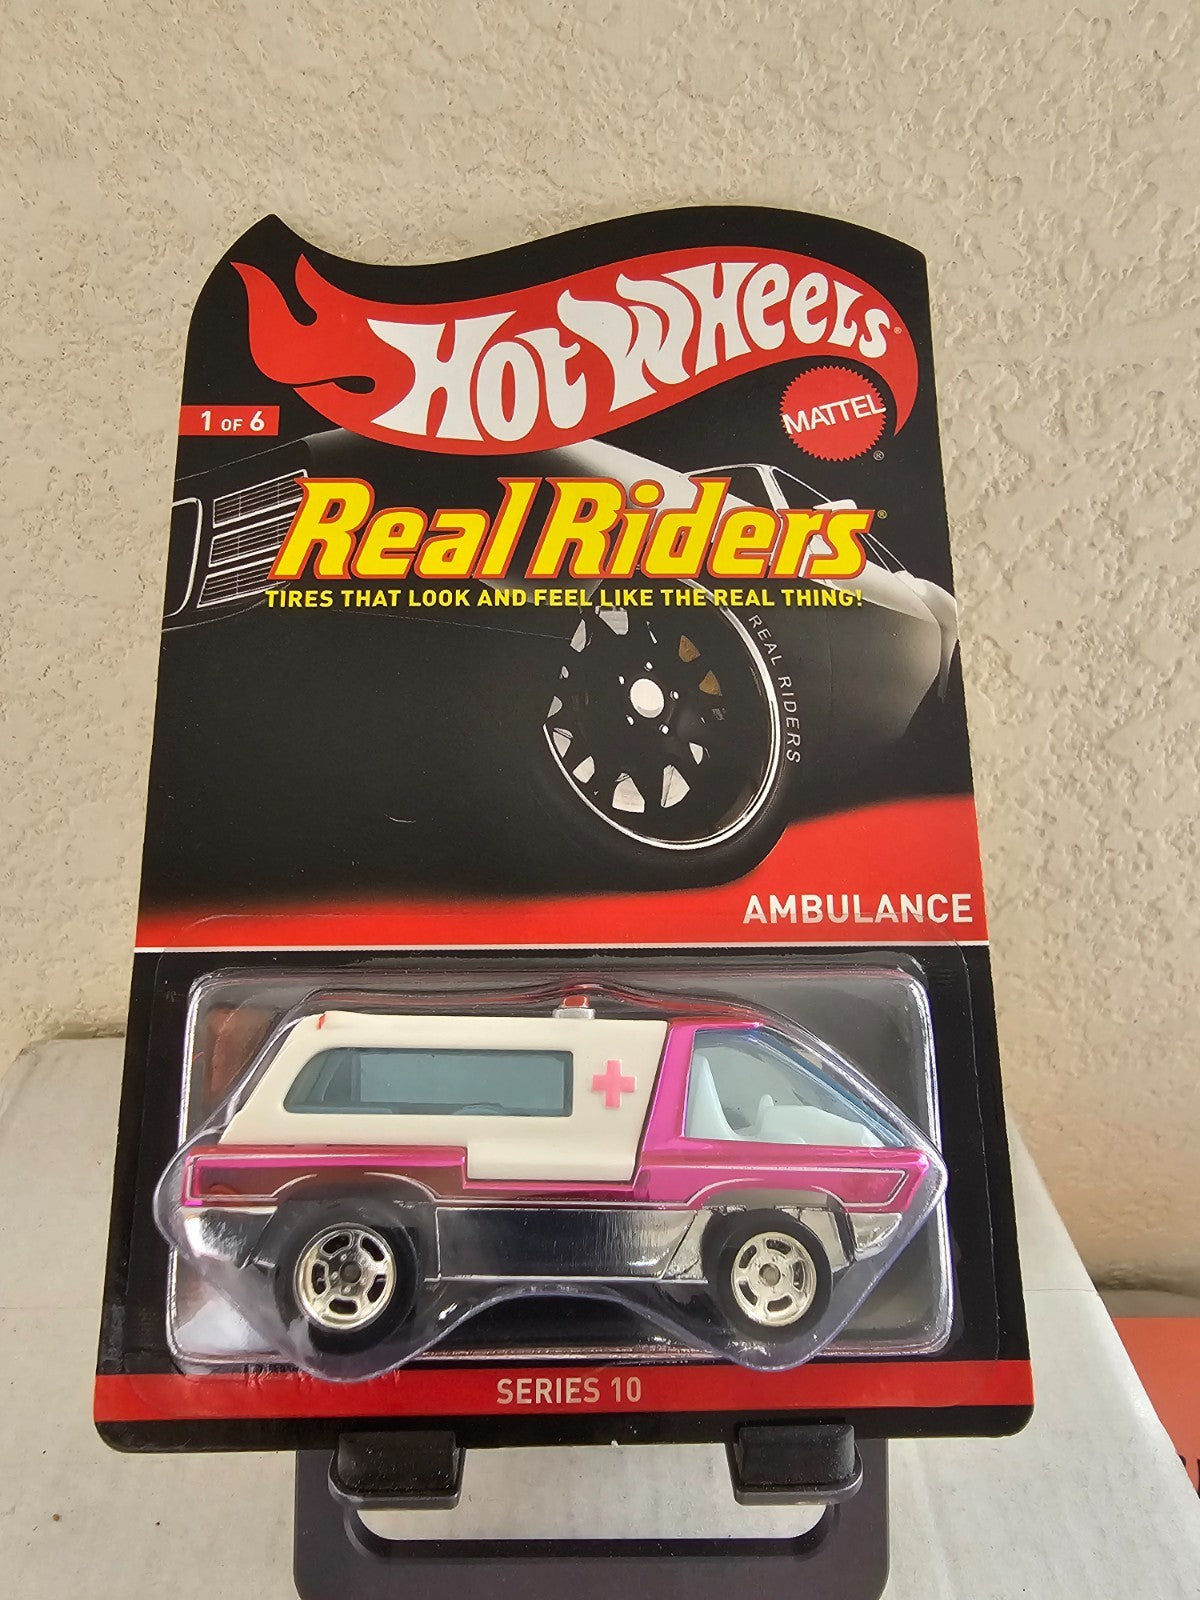 HOT WHEELS®
MATTEL
®
1 OF 6
Real Riders®
TIRES THAT LOOK AND FEEL LIKE THE REAL THING!
REAL RIDERS
AMBULANCE
SERIES 10